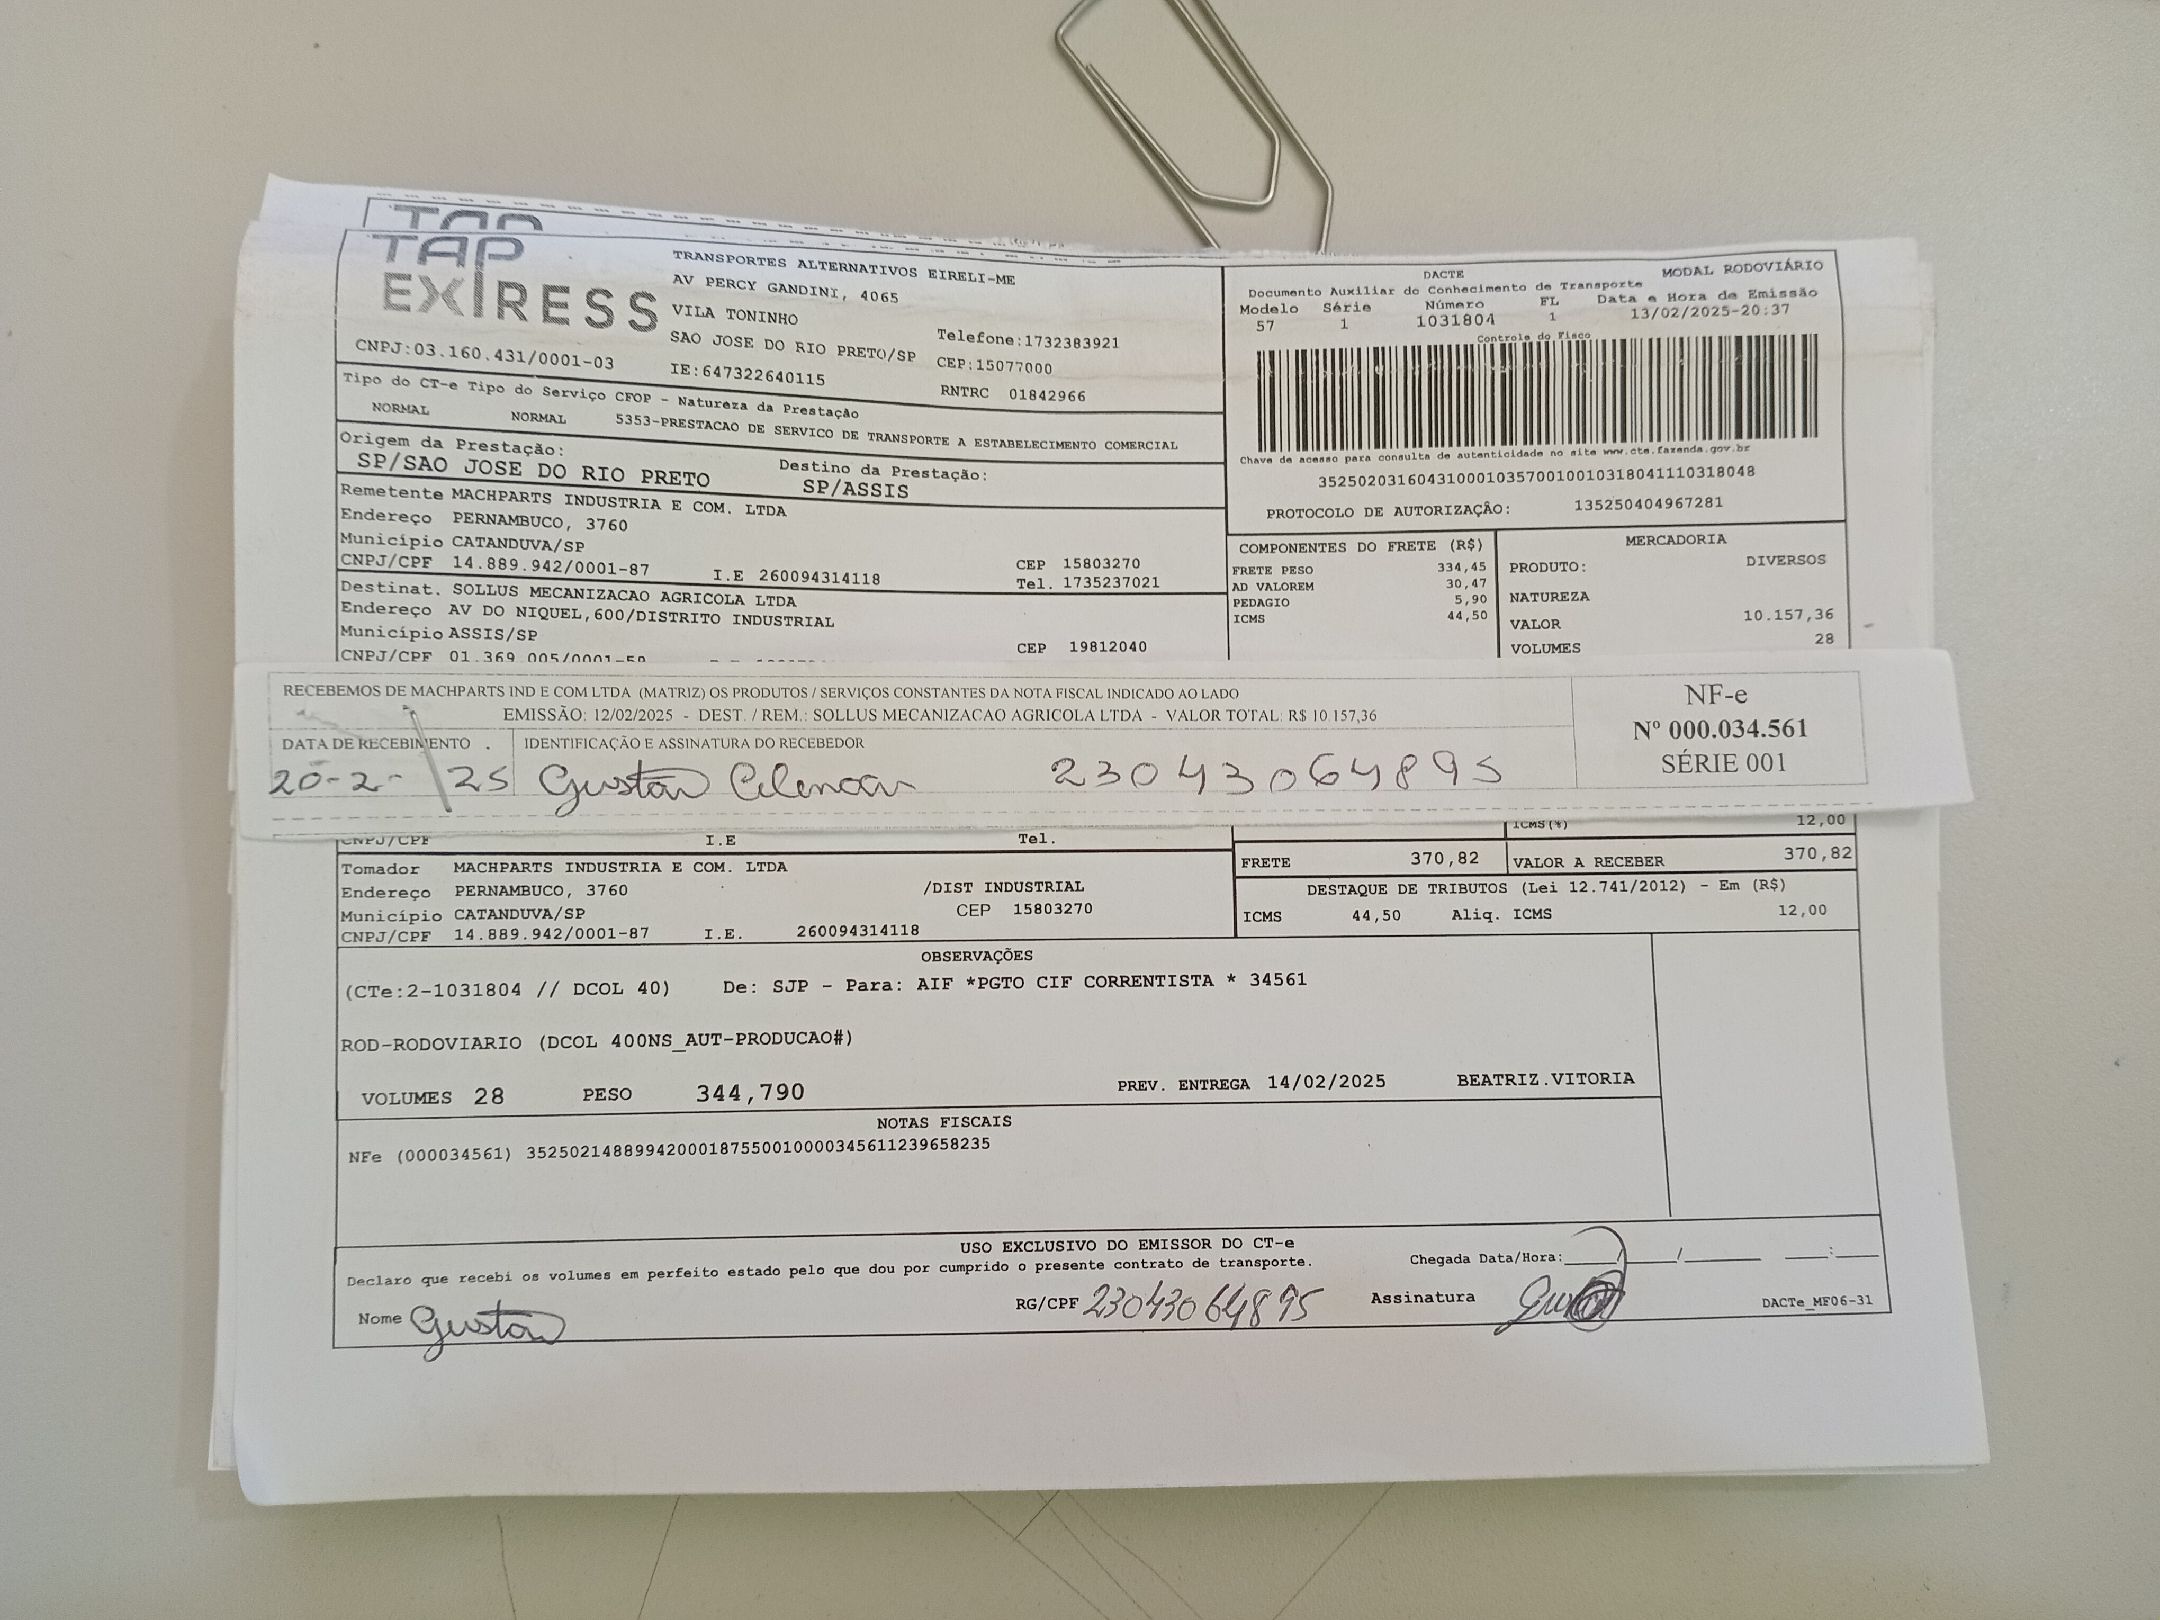 TAP
EXPRESS
TRANSPORTES ALTERNATIVOS EIRELI-ME
AV PERCY GANDINI, 4065
VILA TONINHO
SAO JOSE DO RIO PRETO/SP
Telefone:1732383921
CEP:15077000
CNPJ:03.160.431/0001-03
IE:647322640115
RNTRC 01842966
Tipo do CT-e Tipo do Serviço CFOP - Natureza da Prestação
NORMAL NORMAL 5353-PRESTACAO DE SERVICO DE TRANSPORTE A ESTABELECIMENTO COMERCIAL
Origem da Prestação:
SP/SAO JOSE DO RIO PRETO
Destino da Prestação:
SP/ASSIS
Remetente MACHPARTS INDUSTRIA E COM. LTDA
Endereço PERNAMBUCO, 3760
Município CATANDUVA/SP
CEP 15803270
CNPJ/CPF 14.889.942/0001-87 I.E 260094314118 Tel. 1735237021
Destinat. SOLLUS MECANIZACAO AGRICOLA LTDA
Endereço AV DO NIQUEL,600/DISTRITO INDUSTRIAL
Município ASSIS/SP CEP 19812040
CNPJ/CPF 01.369.005/0001-
DACTE MODAL RODOVIÁRIO
Documento Auxiliar do Conhecimento de Transporte
Modelo Série Número FL Data e Hora de Emissão
57 1 1031804 1 13/02/2025-20:37
Controle do Fisco
Chave de acesso para consulta de autenticidade no site www.cte.fazenda.gov.br
35250203160431000103570010010318041110318048
PROTOCOLO DE AUTORIZAÇÃO: 135250404967281
COMPONENTES DO FRETE (R$)
FRETE PESO 334,45
AD VALOREM 30,47
PEDAGIO 5,90
ICMS 44,50
MERCADORIA
PRODUTO: DIVERSOS
NATUREZA
VALOR 10.157,36
VOLUMES 28
RECEBEMOS DE MACHPARTS IND E COM LTDA (MATRIZ) OS PRODUTOS / SERVIÇOS CONSTANTES DA NOTA FISCAL INDICADO AO LADO
EMISSÃO: 12/02/2025 - DEST. / REM.: SOLLUS MECANIZACAO AGRICOLA LTDA - VALOR TOTAL: R$ 10.157,36
DATA DE RECEBIMENTO IDENTIFICAÇÃO E ASSINATURA DO RECEBEDOR
20-2-25 Gustavo 23043064895
NF-e
Nº 000.034.561
SÉRIE 001
CNPJ/CPF I.E Tel.
ICMS(*) 12,00
Tomador MACHPARTS INDUSTRIA E COM. LTDA
Endereço PERNAMBUCO, 3760 /DIST INDUSTRIAL
Município CATANDUVA/SP CEP 15803270
CNPJ/CPF 14.889.942/0001-87 I.E. 260094314118
FRETE 370,82 VALOR A RECEBER 370,82
DESTAQUE DE TRIBUTOS (Lei 12.741/2012) - Em (R$)
ICMS 44,50 Aliq. ICMS 12,00
OBSERVAÇÕES
(CTe:2-1031804 // DCOL 40) De: SJP - Para: AIF *PGTO CIF CORRENTISTA * 34561
ROD-RODOVIARIO (DCOL 400NS_AUT-PRODUCAO#)
VOLUMES 28 PESO 344,790 PREV. ENTREGA 14/02/2025 BEATRIZ.VITORIA
NOTAS FISCAIS
NFe (000034561) 35250214889942000187550010000345611239658235
USO EXCLUSIVO DO EMISSOR DO CT-e
Declaro que recebi os volumes em perfeito estado pelo que dou por cumprido o presente contrato de transporte.
Chegada Data/Hora:____/____/______ ____:____
Nome Gustavo RG/CPF 23043064895 Assinatura
DACTe_MF06-31